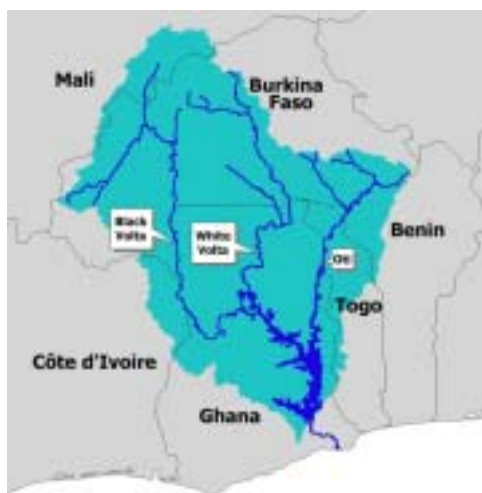 Mali
Burkina
Faso
Black
Volta
White
Volta
Oti
Benin
Togo
Côte d'Ivoire
Ghana